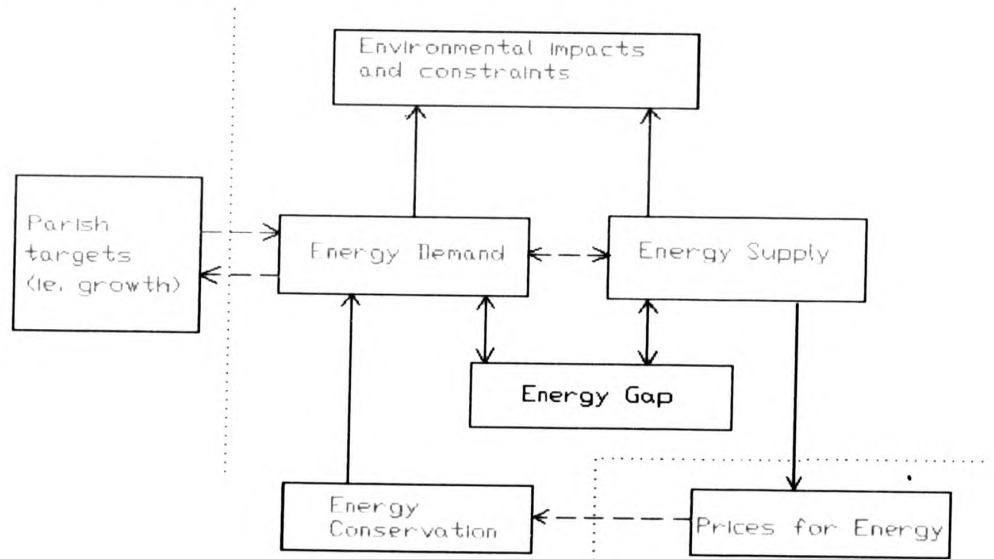 Environmental impacts
and constraints
Parish
targets
(ie. growth)
Energy Demand
Energy Supply
Energy Gap
Energy
Conservation
Prices for Energy